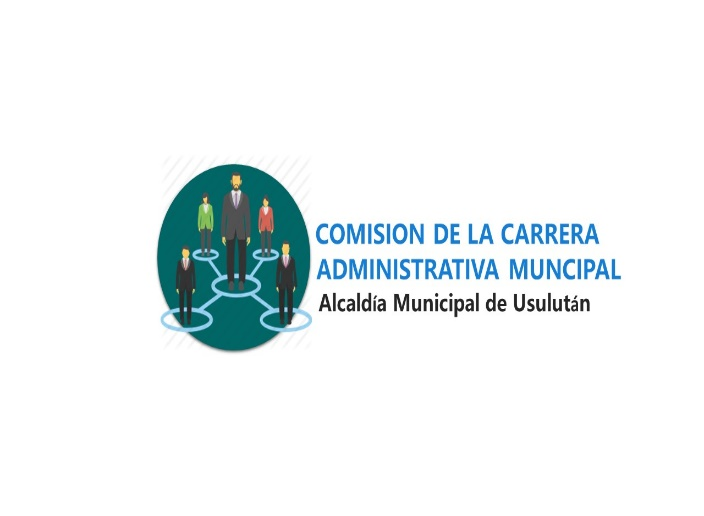 COMISION DE LA CARRERA
ADMINISTRATIVA MUNCIPAL
Alcaldía Municipal de Usulután